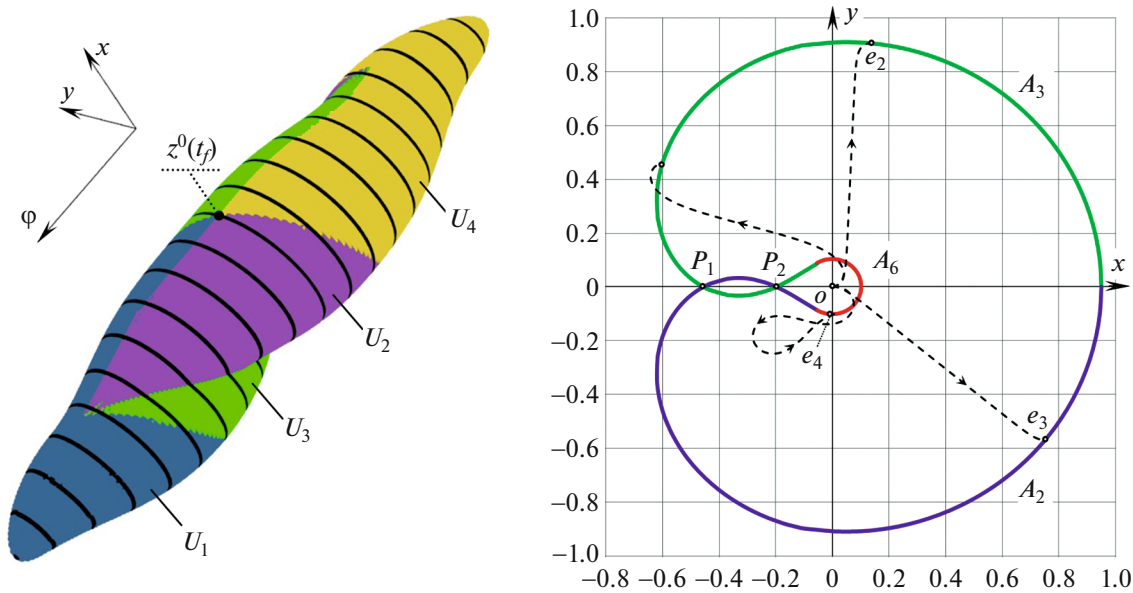 x
y
z⁰(t_f)
φ
U₄
U₂
U₃
U₁
1.0
0.8
0.6
0.4
0.2
0
–0.2
–0.4
–0.6
–0.8
–1.0
–0.8 –0.6 –0.4 –0.2 0 0.2 0.4 0.6 0.8 1.0
y
e₂
A₃
P₁ P₂ A₆ x
o
e₄
e₃
A₂